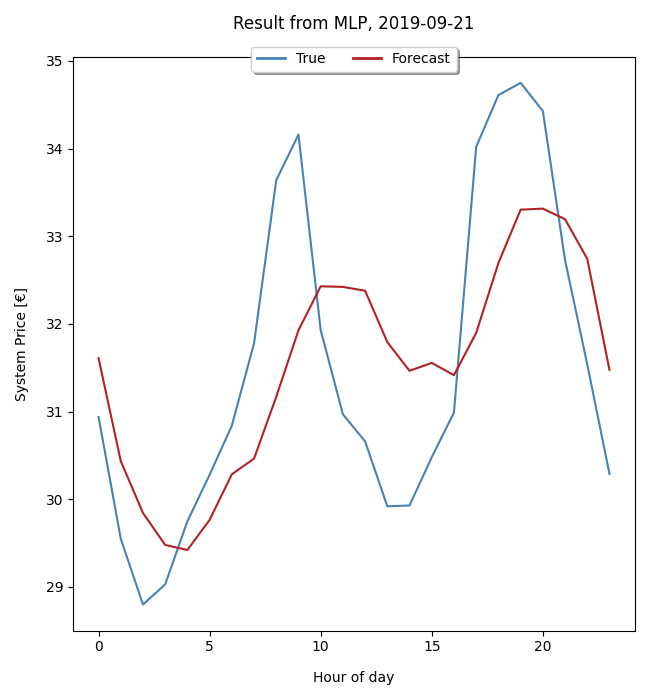 Result from MLP, 2019-09-21
True Forecast
35
34
33
32
31
30
29
System Price [€]
0 5 10 15 20
Hour of day